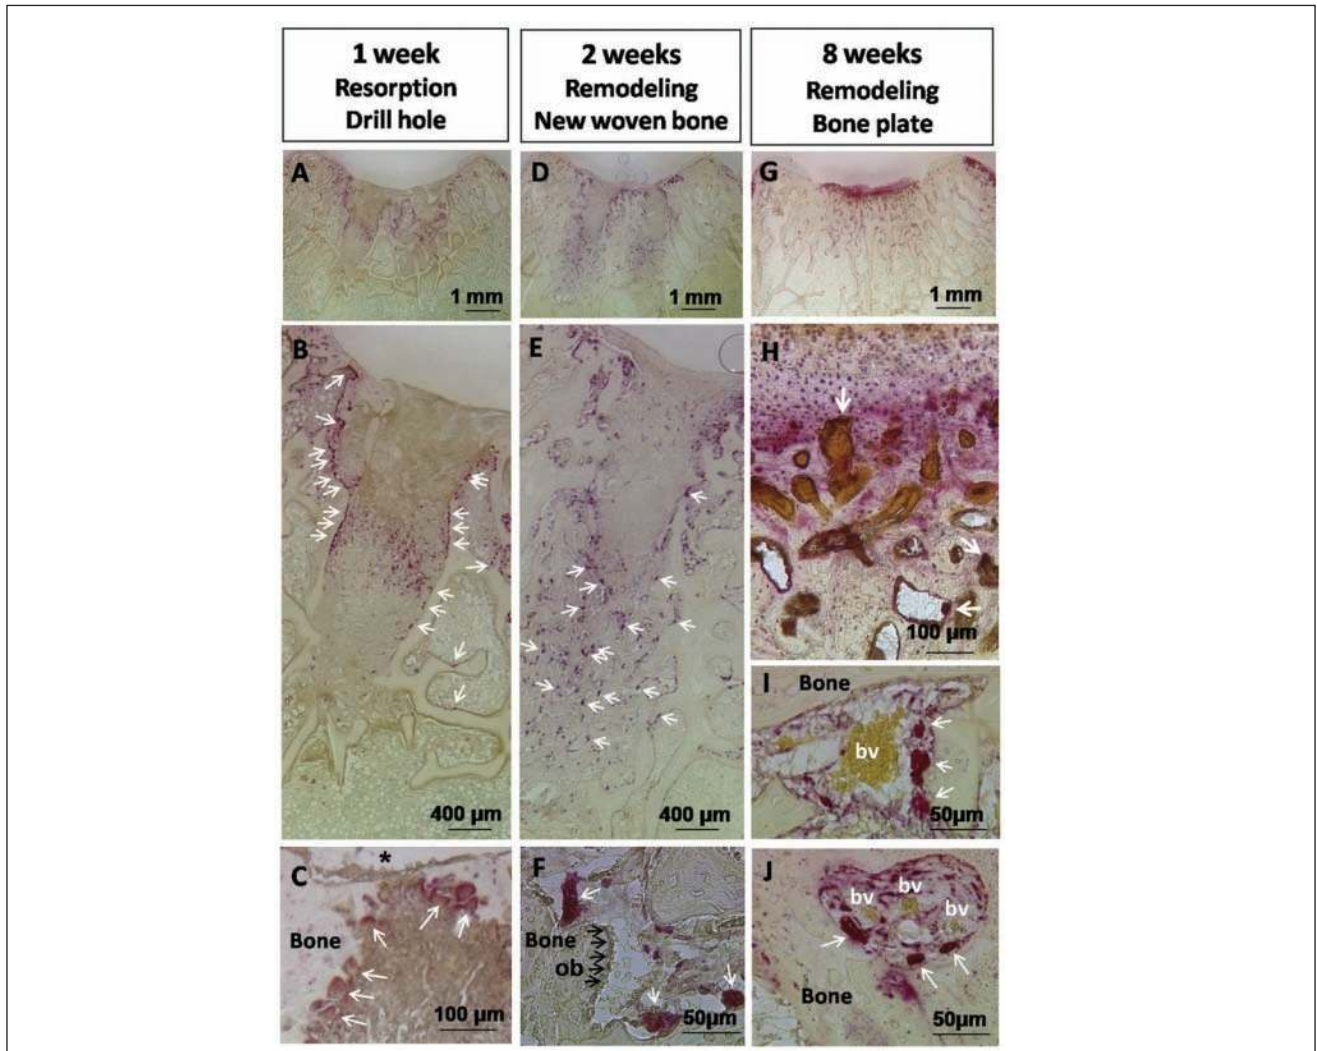 1 week
Resorption
Drill hole
2 weeks
Remodeling
New woven bone
8 weeks
Remodeling
Bone plate
A
1 mm
D
1 mm
G
1 mm
B
400 µm
E
400 µm
H
100 µm
I
Bone
bv
50µm
C
*
Bone
100 µm
F
Bone
ob
50µm
J
bv
bv
bv
Bone
50µm